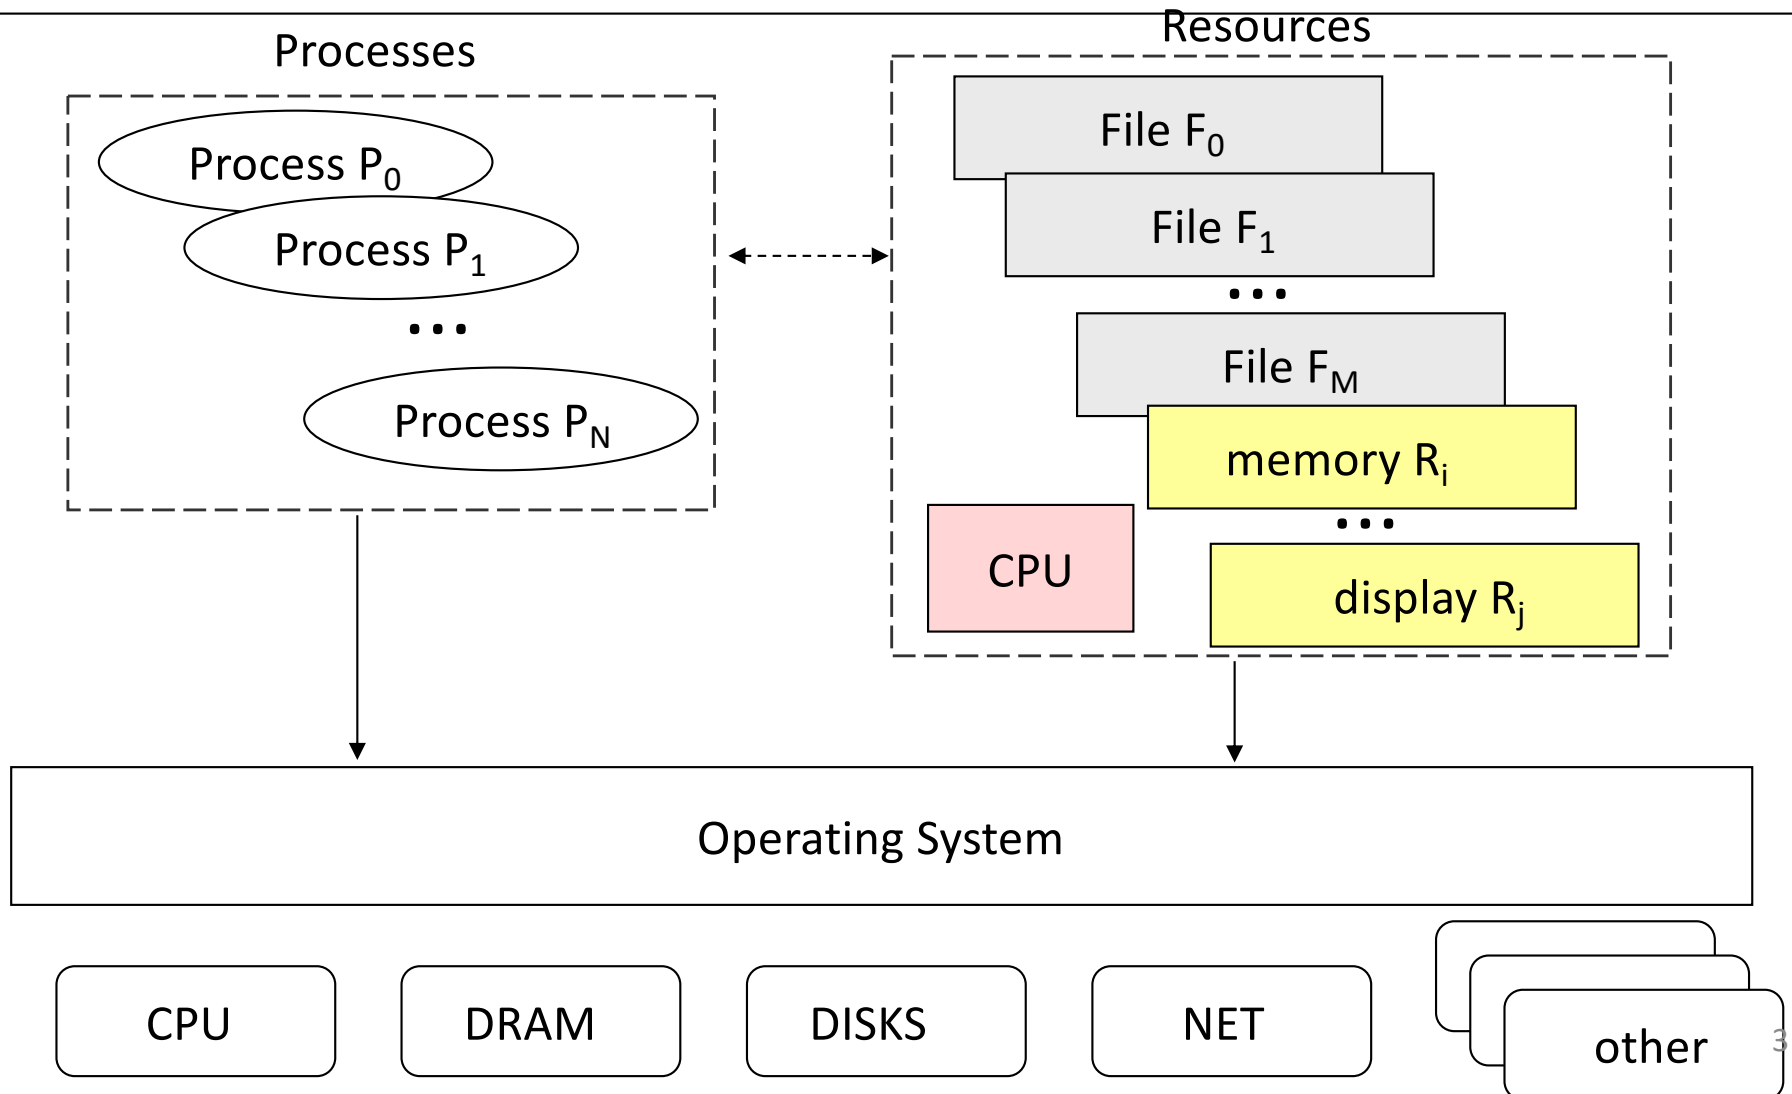 Processes
Resources
Process P0
Process P1
...
Process PN
File F0
File F1
...
File FM
memory Ri
...
CPU
display Rj
Operating System
CPU
DRAM
DISKS
NET
other
3